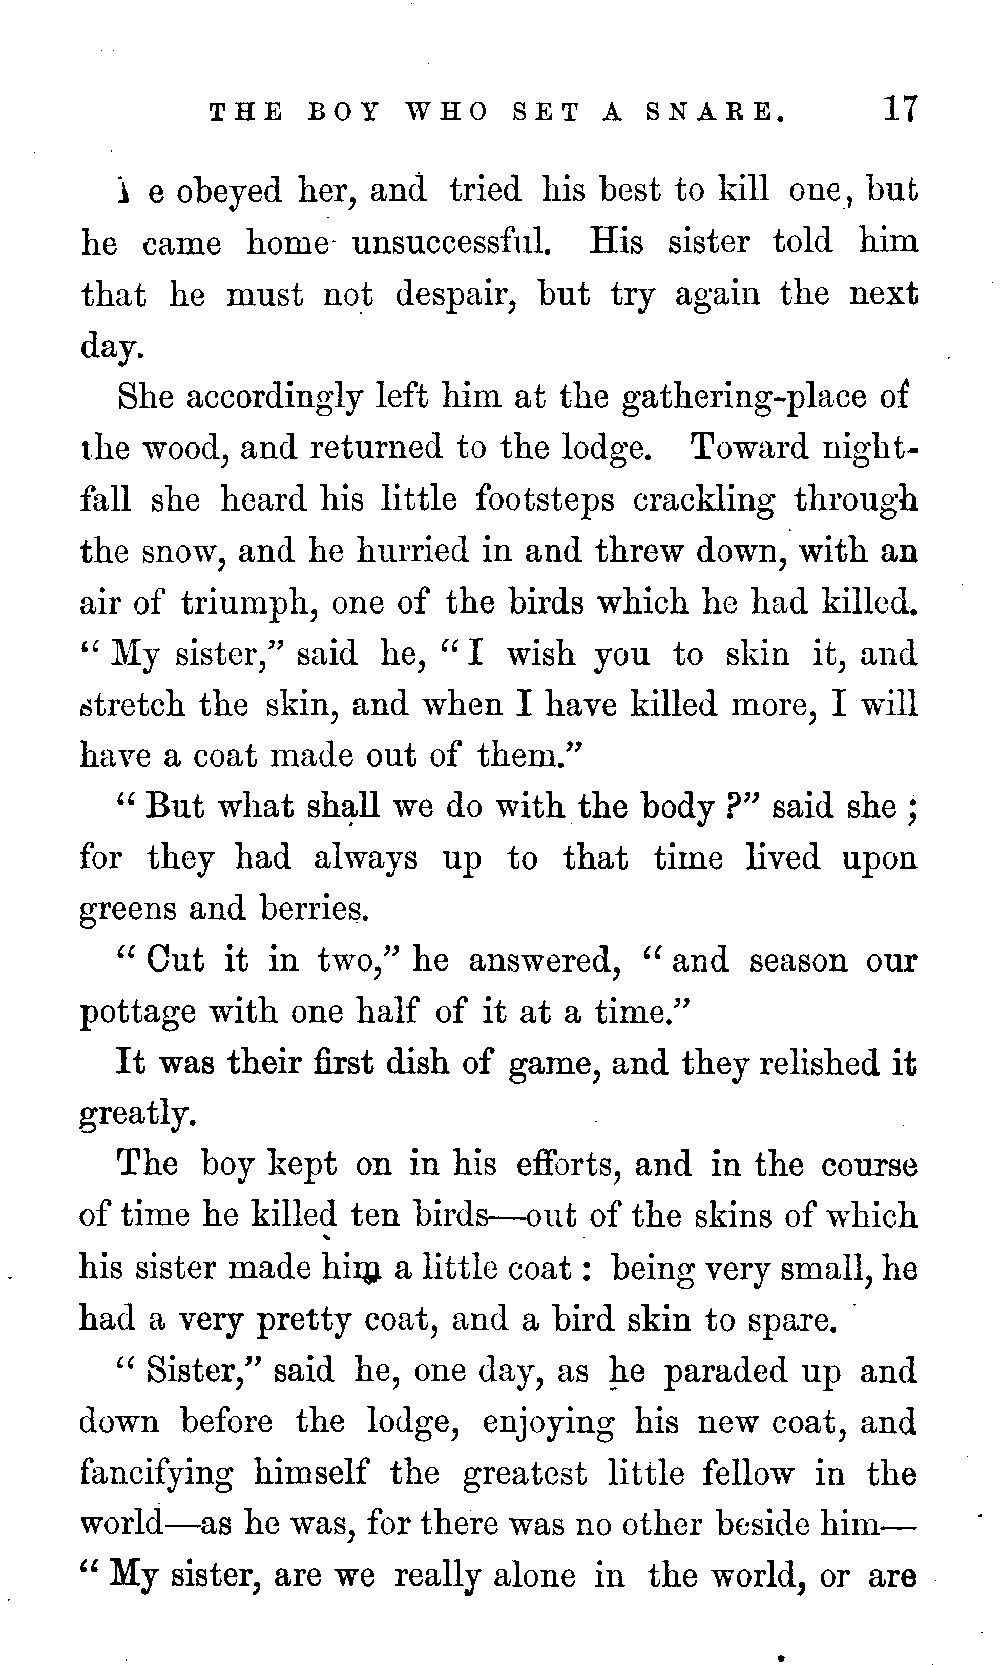 THE BOY WHO SET A SNARE. 17
e obeyed her, and tried his best to kill one, but
he came home unsuccessful. His sister told him
that he must not despair, but try again the next
day.
She accordingly left him at the gathering-place of
the wood, and returned to the lodge. Toward night-
fall she heard his little footsteps crackling through
the snow, and he hurried in and threw down, with an
air of triumph, one of the birds which he had killed.
“ My sister,” said he, “ I wish you to skin it, and
stretch the skin, and when I have killed more, I will
have a coat made out of them.”
“ But what shall we do with the body ?” said she ;
for they had always up to that time lived upon
greens and berries.
“ Cut it in two,” he answered, “ and season our
pottage with one half of it at a time.”
It was their first dish of game, and they relished it
greatly.
The boy kept on in his efforts, and in the course
of time he killed ten birds—out of the skins of which
his sister made him a little coat : being very small, he
had a very pretty coat, and a bird skin to spare.
“ Sister,” said he, one day, as he paraded up and
down before the lodge, enjoying his new coat, and
fancifying himself the greatest little fellow in the
world—as he was, for there was no other beside him—
“ My sister, are we really alone in the world, or are